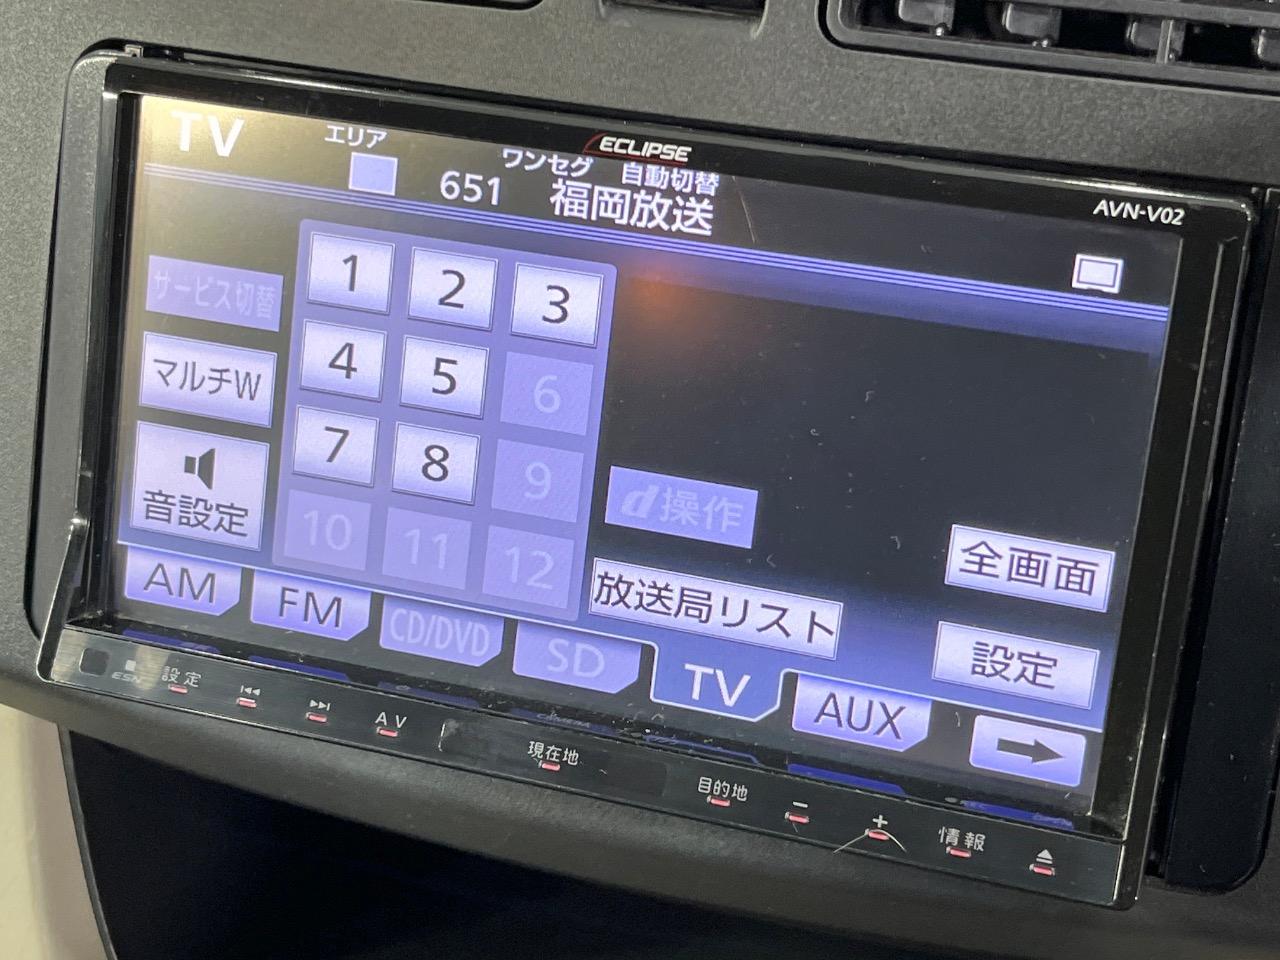 ECLIPSE
AVN-V02
TV
エリア
651
ワンセグ 自動切替
福岡放送
サービス切替
マルチW
音設定
1
2
3
4
5
6
7
8
9
10
11
12
d操作
放送局リスト
全画面
設定
AM
FM
CD/DVD
SD
TV
AUX
ESN
設定
AV
現在地
目的地
−
+
情報